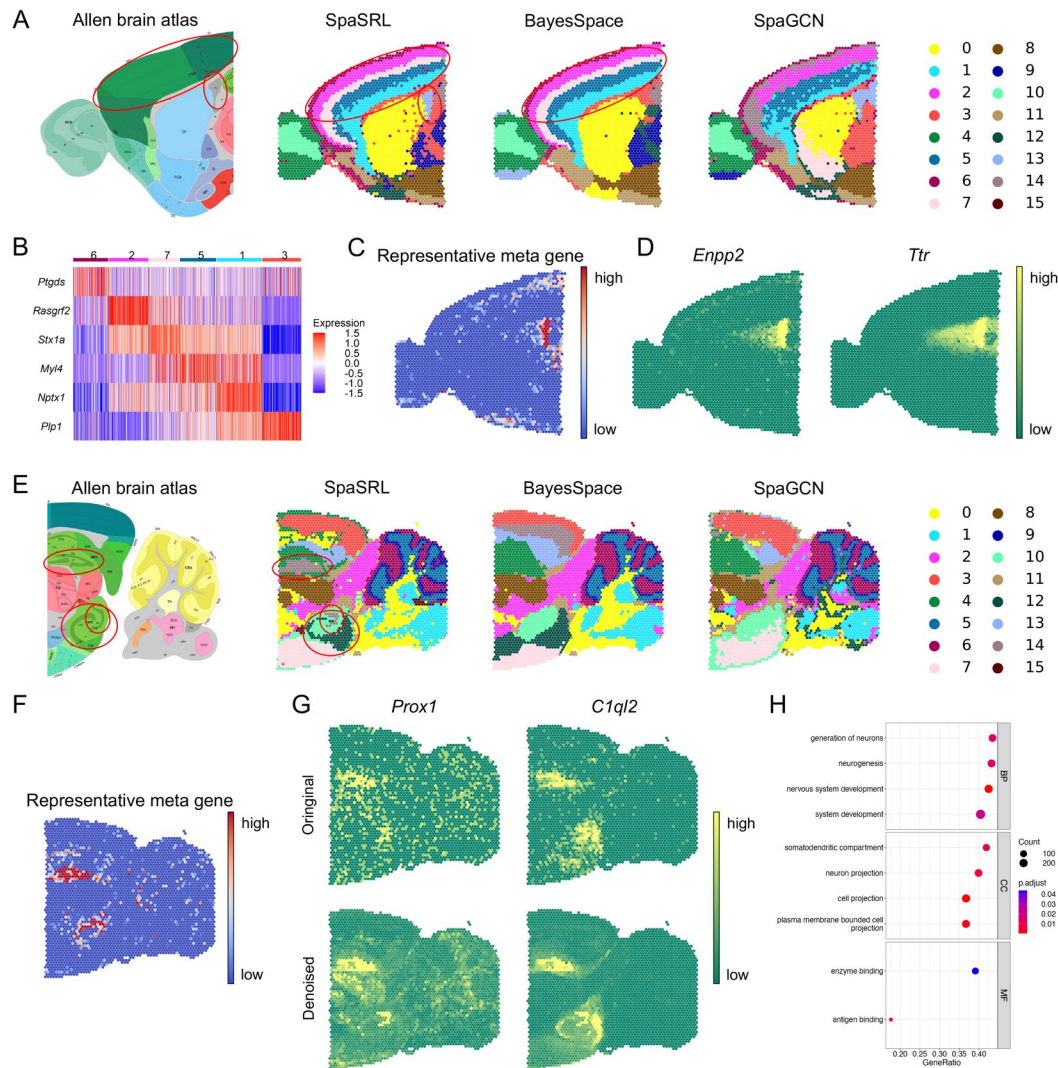 A
Allen brain atlas
SpaSRL
BayesSpace
SpaGCN
0 8
1 9
2 10
3 11
4 12
5 13
6 14
7 15
B
6 2 7 5 1 3
Ptgds
Rasgrf2
Stx1a
Myl4
Nptx1
Plp1
Expression
1.5
1.0
0.5
0.0
-0.5
-1.0
-1.5
C
Representative meta gene
high
low
D
Enpp2
Ttr
high
low
E
Allen brain atlas
SpaSRL
BayesSpace
SpaGCN
0 8
1 9
2 10
3 11
4 12
5 13
6 14
7 15
F
Representative meta gene
high
low
G
Prox1
C1ql2
Oringinal
Denoised
high
low
H
generation of neurons
neurogenesis
nervous system development
system development
BP
somatodendritic compartment
neuron projection
cell projection
plasma membrane bounded cell
projection
CC
enzyme binding
antigen binding
MF
0.20 0.25 0.30 0.35 0.40
GeneRatio
Count
100
200
p.adjust
0.04
0.03
0.02
0.01